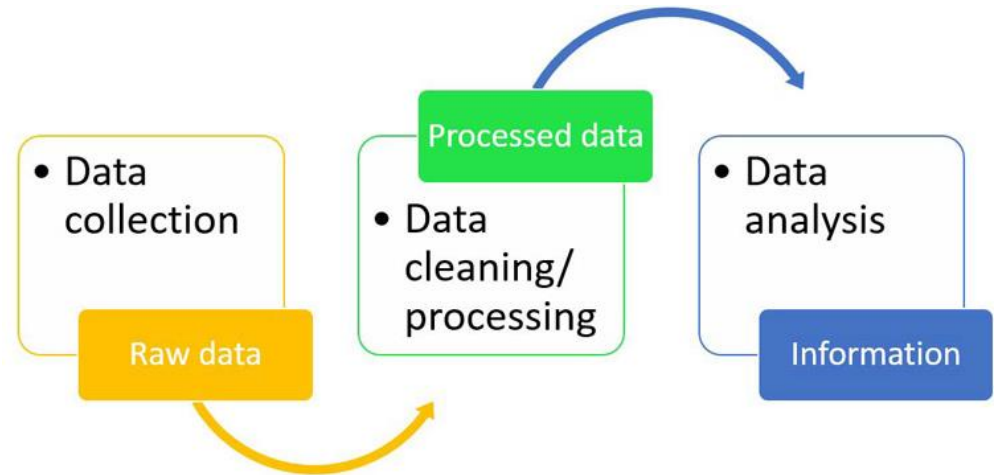 • Data
collection
Raw data
Processed data
• Data
cleaning/
processing
• Data
analysis
Information